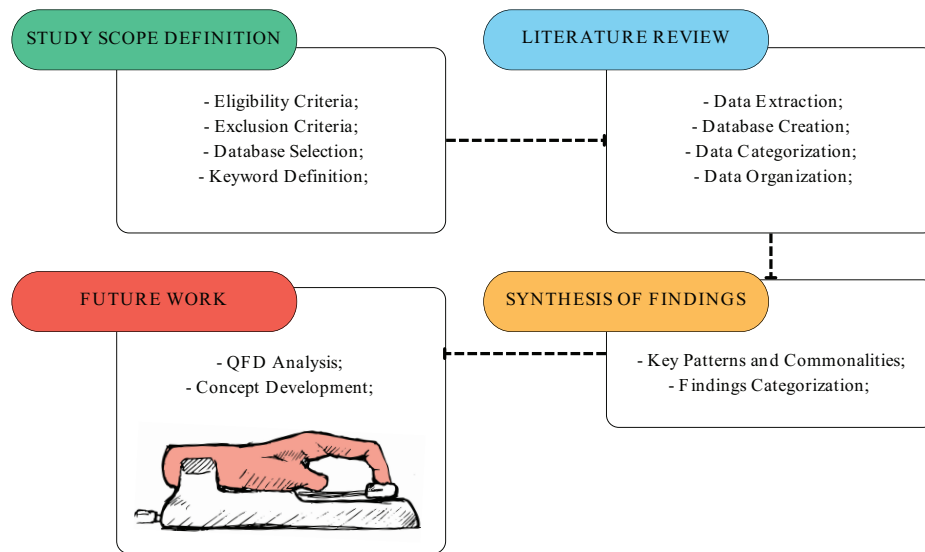 STUDY SCOPE DEFINITION
- Eligibility Criteria;
- Exclusion Criteria;
- Database Selection;
- Keyword Definition;
LITERATURE REVIEW
- Data Extraction;
- Database Creation;
- Data Categorization;
- Data Organization;
SYNTHESIS OF FINDINGS
- Key Patterns and Commonalities;
- Findings Categorization;
FUTURE WORK
- QFD Analysis;
- Concept Development;